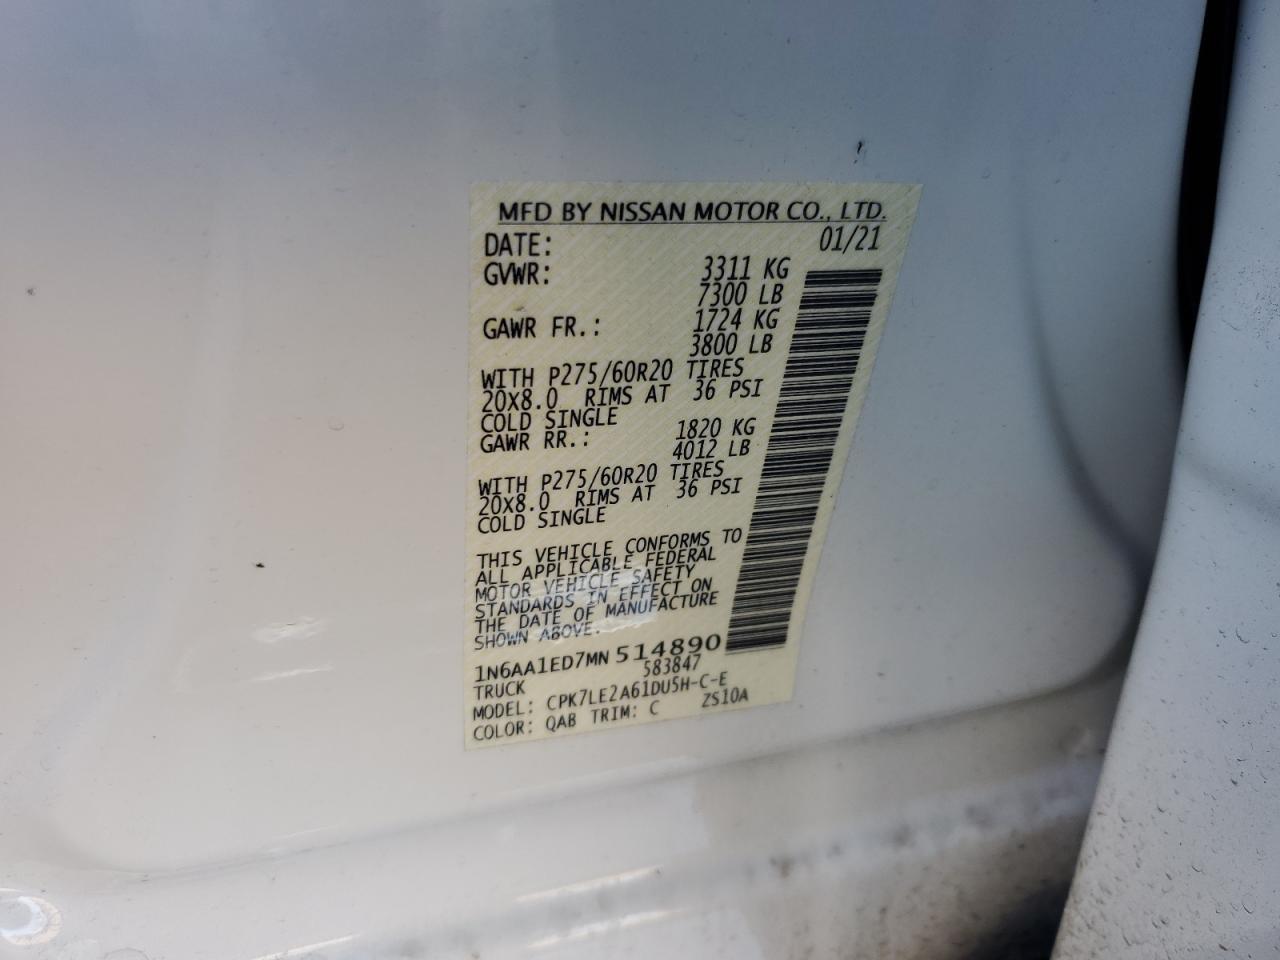 MFD BY NISSAN MOTOR CO., LTD.
DATE: 01/21
GVWR: 3311 KG
7300 LB
GAWR FR.: 1724 KG
3800 LB
WITH P275/60R20 TIRES
20X8.0 RIMS AT 36 PSI
COLD SINGLE
GAWR RR.: 1820 KG
4012 LB
WITH P275/60R20 TIRES
20X8.0 RIMS AT 36 PSI
COLD SINGLE
THIS VEHICLE CONFORMS TO
ALL APPLICABLE FEDERAL
MOTOR VEHICLE SAFETY
STANDARDS IN EFFECT ON
THE DATE OF MANUFACTURE
SHOWN ABOVE.
1N6AA1ED7MN514890
TRUCK 583847
MODEL: CPK7LE2A61DU5H-C-E
COLOR: QAB TRIM: C ZS10A